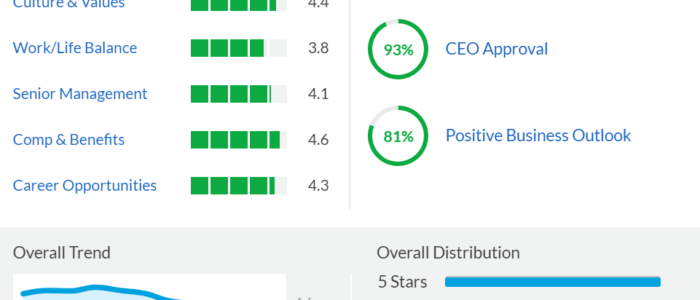 Culture & Values 4.4
Work/Life Balance 3.8
Senior Management 4.1
Comp & Benefits 4.6
Career Opportunities 4.3
93% CEO Approval
81% Positive Business Outlook
Overall Trend
Overall Distribution
5 Stars